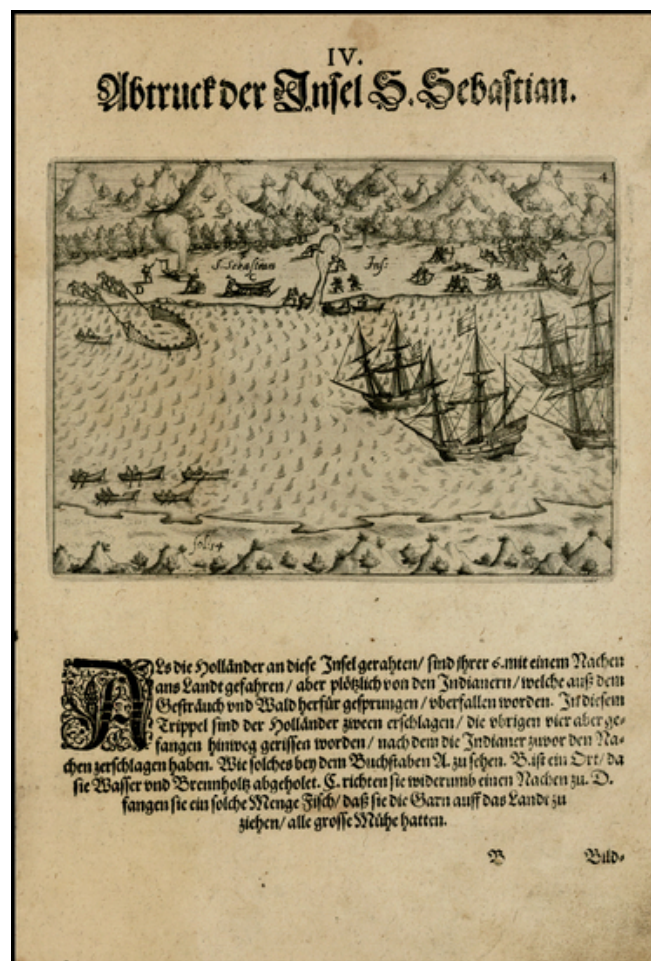 IV.
Abtruck der Insel S. Sebastian.
4
S. Sebastian Ins:
A
D
fol: 14
ALs die Holländer an diese Insel gerahten/ sind ihrer 6. mit einem Nachen
ans Landt gefahren/ aber plötzlich von den Indianern/ welche auß dem
Gesträuch vnd Wald herfür gesprungen/ vberfallen worden. In diesem
Trippel sind der Holländer zween erschlagen/ die vbrigen vier aber ge-
fangen hinweg gerissen worden/ nach dem die Indianer zuvor den Na-
chen zerschlagen haben. Wie solches bey dem Buchstaben A. zu sehen. B. ist ein Ort/ da
sie Wasser vnd Brennholtz abgeholet. C. richten sie widerumb einen Nachen zu. D.
fangen sie ein solche Menge Fisch/ daß sie die Garn auff das Landt zu
ziehen/ alle grosse Mühe hatten.
B Bild-